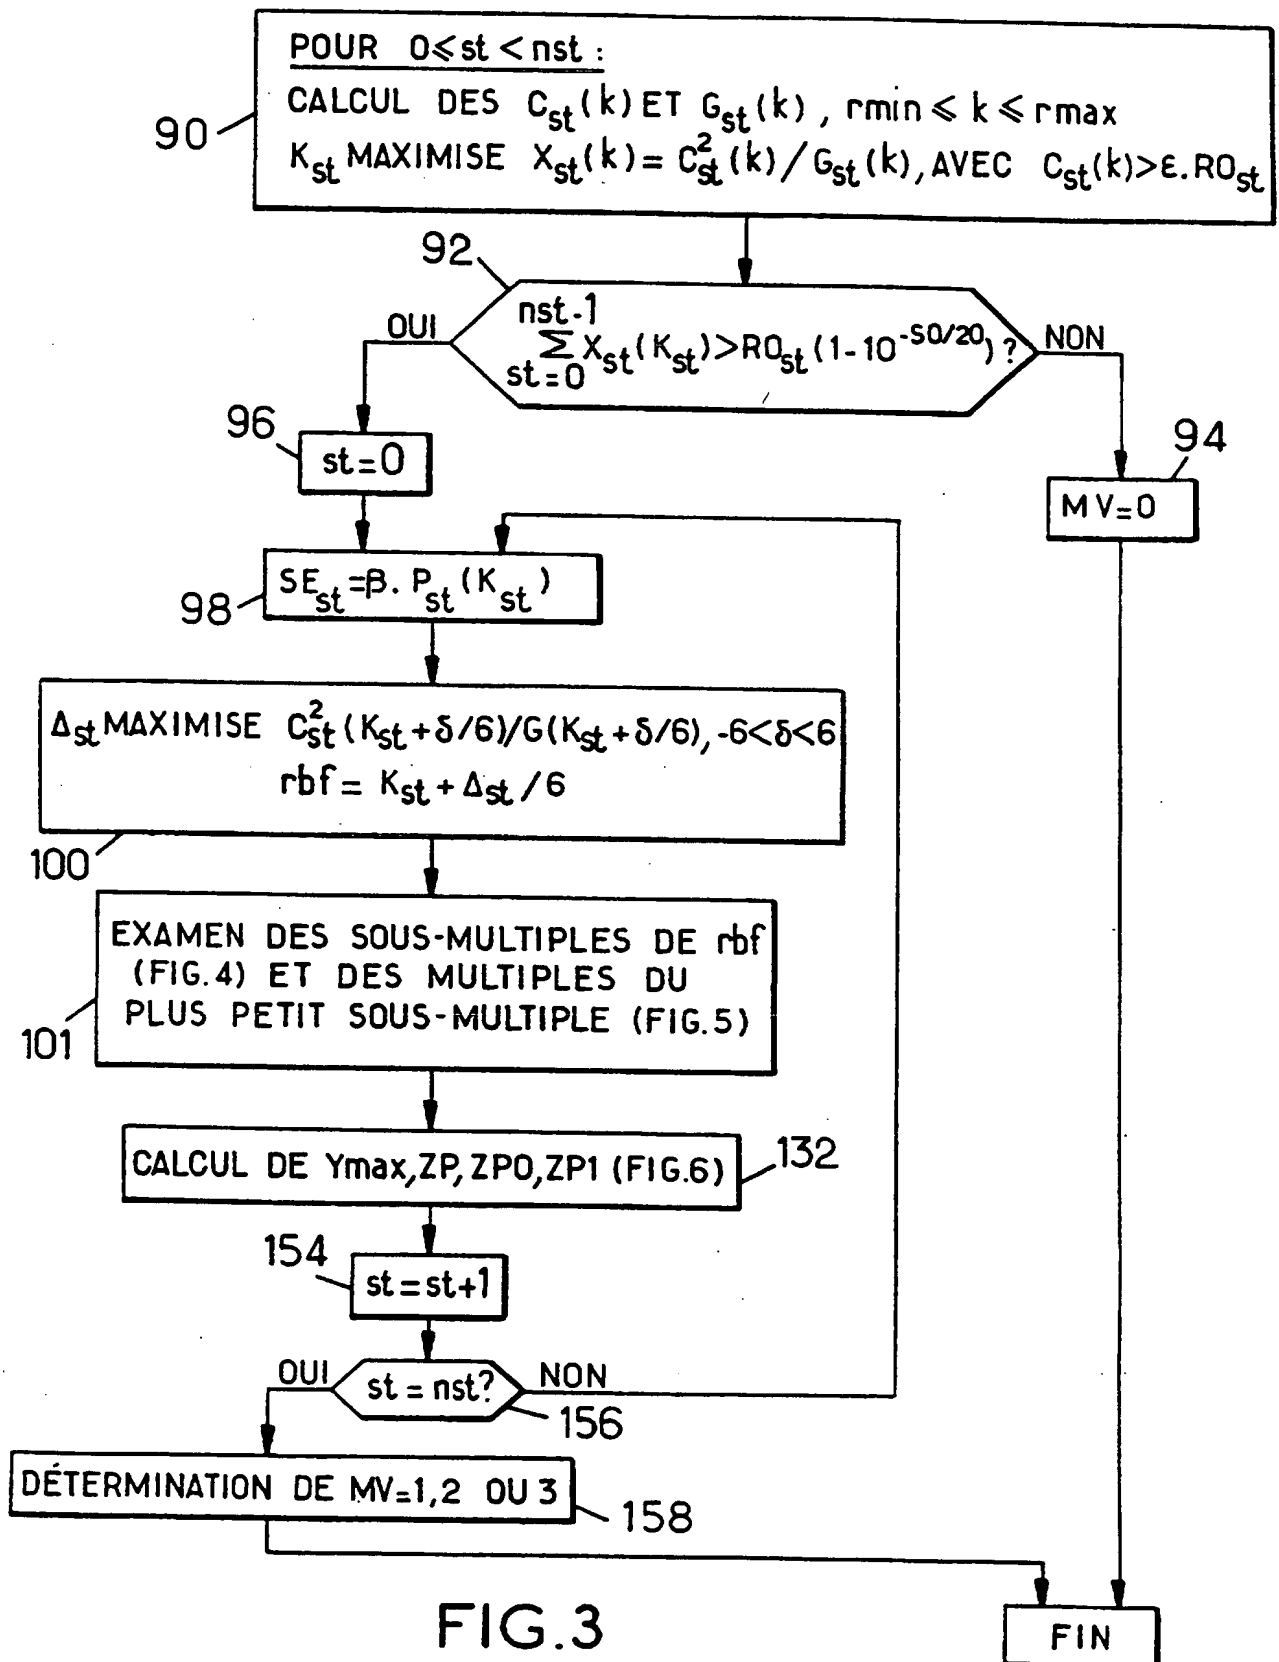 POUR 0⩽st<nst:
CALCUL DES Cst(k) ET Gst(k), rmin ⩽ k ⩽ rmax
Kst MAXIMISE Xst(k)=C²st(k)/Gst(k), AVEC Cst(k)>ε.R0st
90
92
nst-1
Σ Xst(Kst)>R0st(1-10^-S0/20)?
st=0
OUI
NON
96
st=0
94
MV=0
SEst=β.Pst(Kst)
98
Δst MAXIMISE C²st(Kst+δ/6)/G(Kst+δ/6), -6<δ<6
rbf= Kst+Δst/6
100
EXAMEN DES SOUS-MULTIPLES DE rbf
(FIG.4) ET DES MULTIPLES DU
PLUS PETIT SOUS-MULTIPLE (FIG.5)
101
CALCUL DE Ymax,ZP,ZP0,ZP1 (FIG.6)
132
154
st=st+1
OUI
st=nst?
NON
156
DÉTERMINATION DE MV=1,2 OU 3
158
FIG.3
FIN